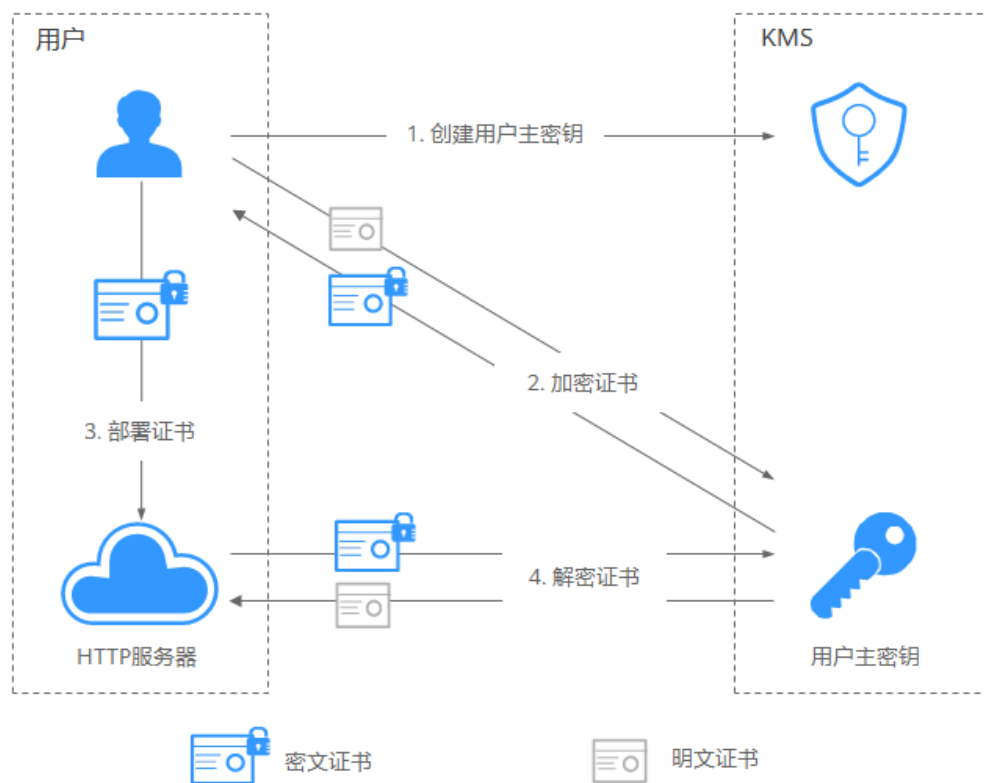 用户
KMS
1. 创建用户主密钥
2. 加密证书
3. 部署证书
4. 解密证书
HTTP服务器
用户主密钥
密文证书
明文证书